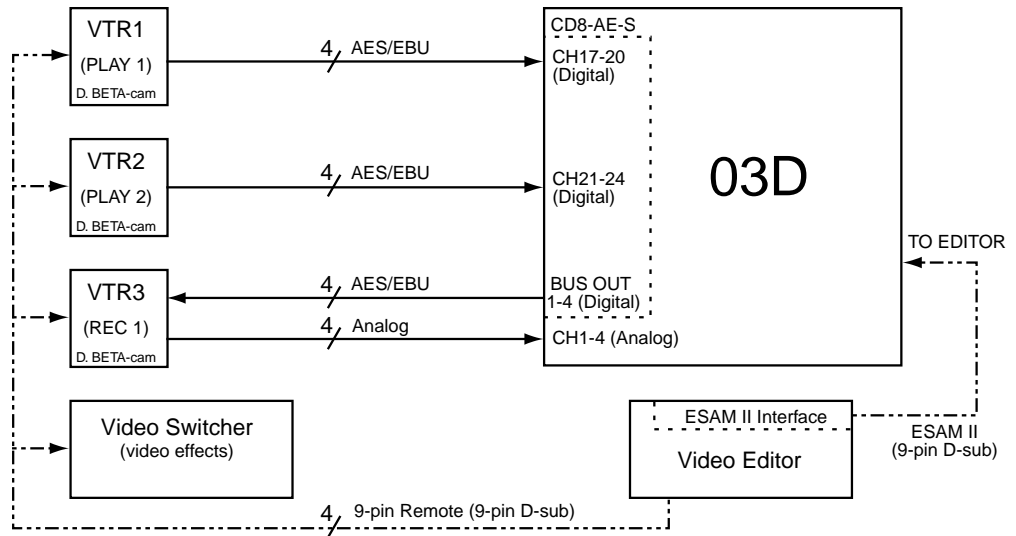 VTR1
(PLAY 1)
D. BETA-cam
4 AES/EBU
CD8-AE-S
CH17-20
(Digital)
VTR2
(PLAY 2)
D. BETA-cam
4 AES/EBU
CH21-24
(Digital)
03D
TO EDITOR
VTR3
(REC 1)
D. BETA-cam
4 AES/EBU
BUS OUT
1-4 (Digital)
4 Analog
CH1-4 (Analog)
Video Switcher
(video effects)
ESAM II Interface
Video Editor
ESAM II
(9-pin D-sub)
4 9-pin Remote (9-pin D-sub)